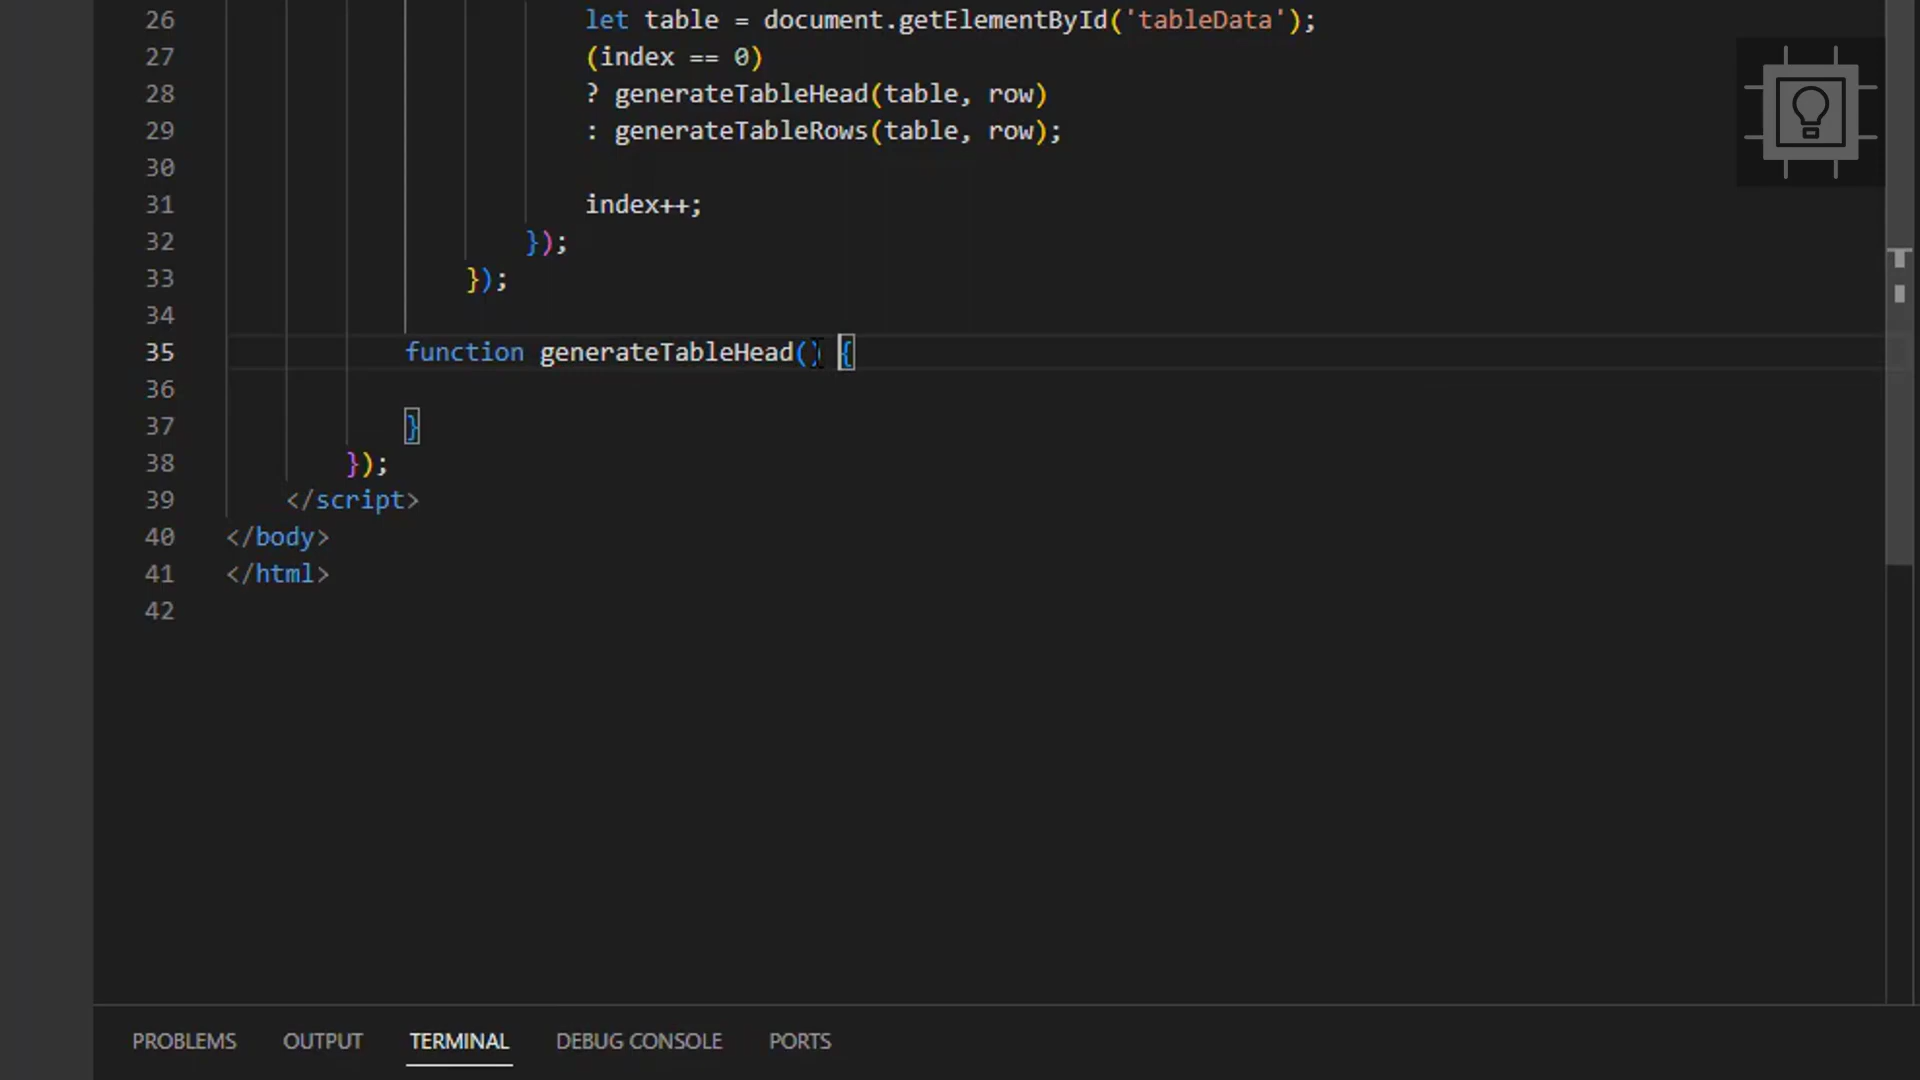 26 let table = document.getElementById('tableData');
27 (index == 0)
28 ? generateTableHead(table, row)
29 : generateTableRows(table, row);
30
31 index++;
32 });
33 });
34
35 function generateTableHead() {
36
37 }
38 });
39 </script>
40 </body>
41 </html>
42
PROBLEMS OUTPUT TERMINAL DEBUG CONSOLE PORTS